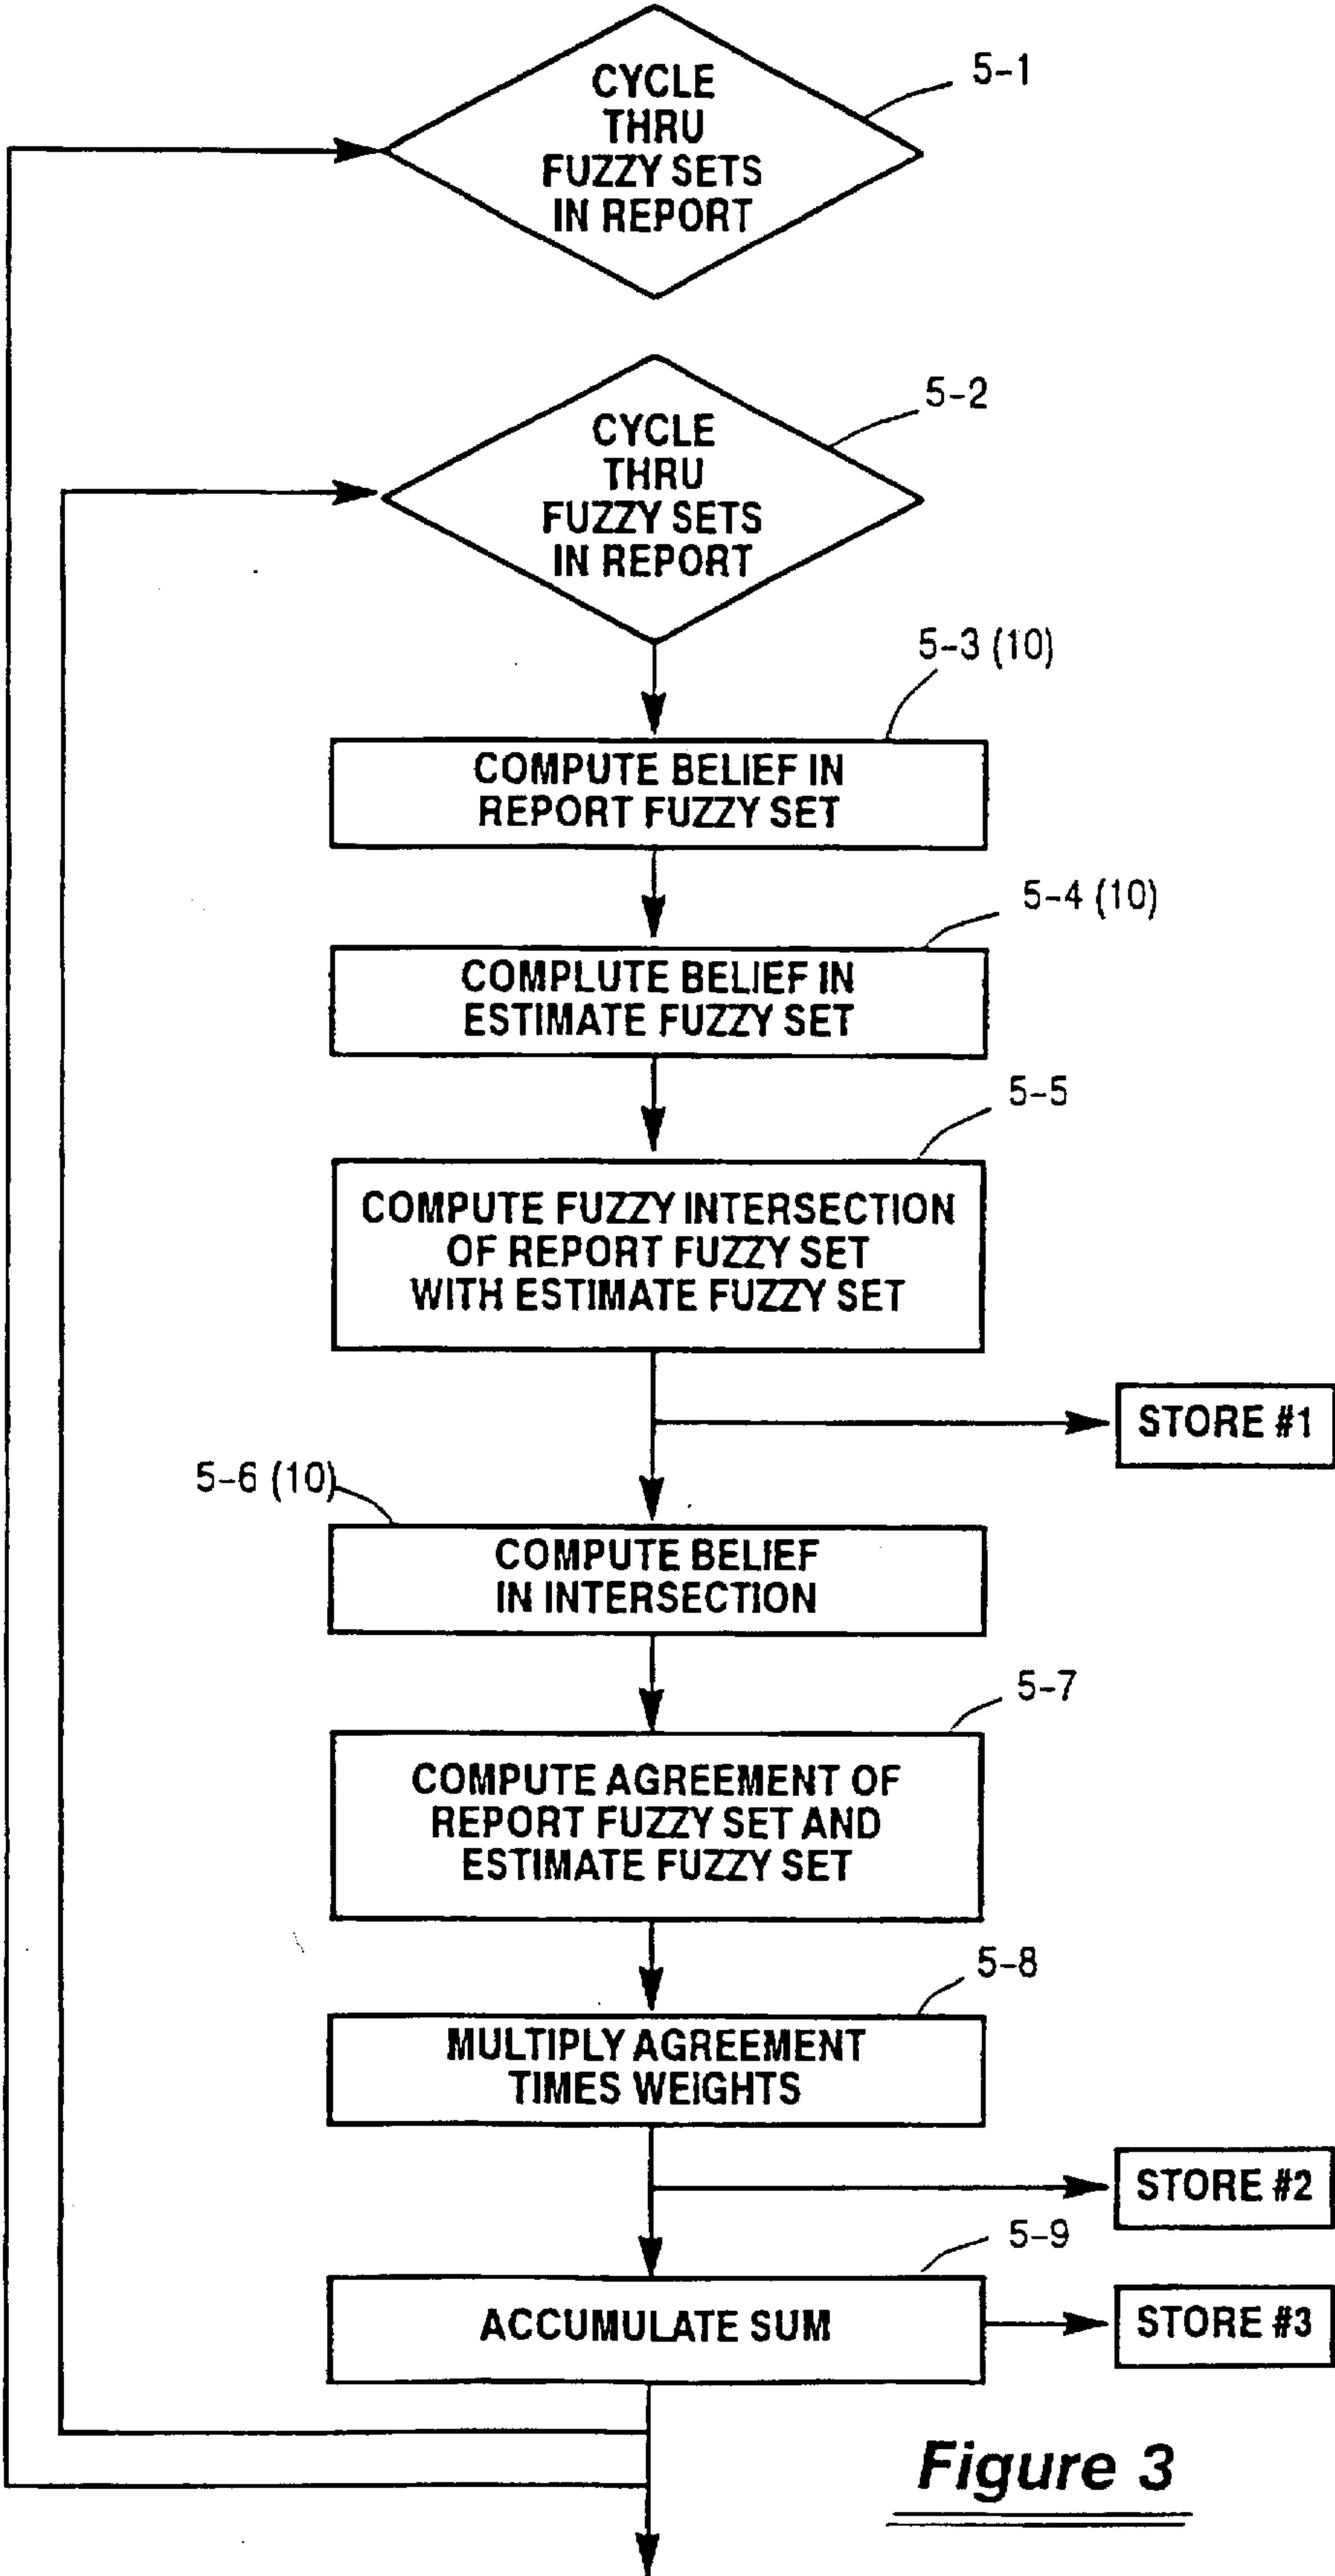 CYCLE
THRU
FUZZY SETS
IN REPORT
5-1
CYCLE
THRU
FUZZY SETS
IN REPORT
5-2
5-3 (10)
COMPUTE BELIEF IN
REPORT FUZZY SET
5-4 (10)
COMPLUTE BELIEF IN
ESTIMATE FUZZY SET
5-5
COMPUTE FUZZY INTERSECTION
OF REPORT FUZZY SET
WITH ESTIMATE FUZZY SET
STORE #1
5-6 (10)
COMPUTE BELIEF
IN INTERSECTION
5-7
COMPUTE AGREEMENT OF
REPORT FUZZY SET AND
ESTIMATE FUZZY SET
5-8
MULTIPLY AGREEMENT
TIMES WEIGHTS
STORE #2
5-9
ACCUMULATE SUM
STORE #3
Figure 3